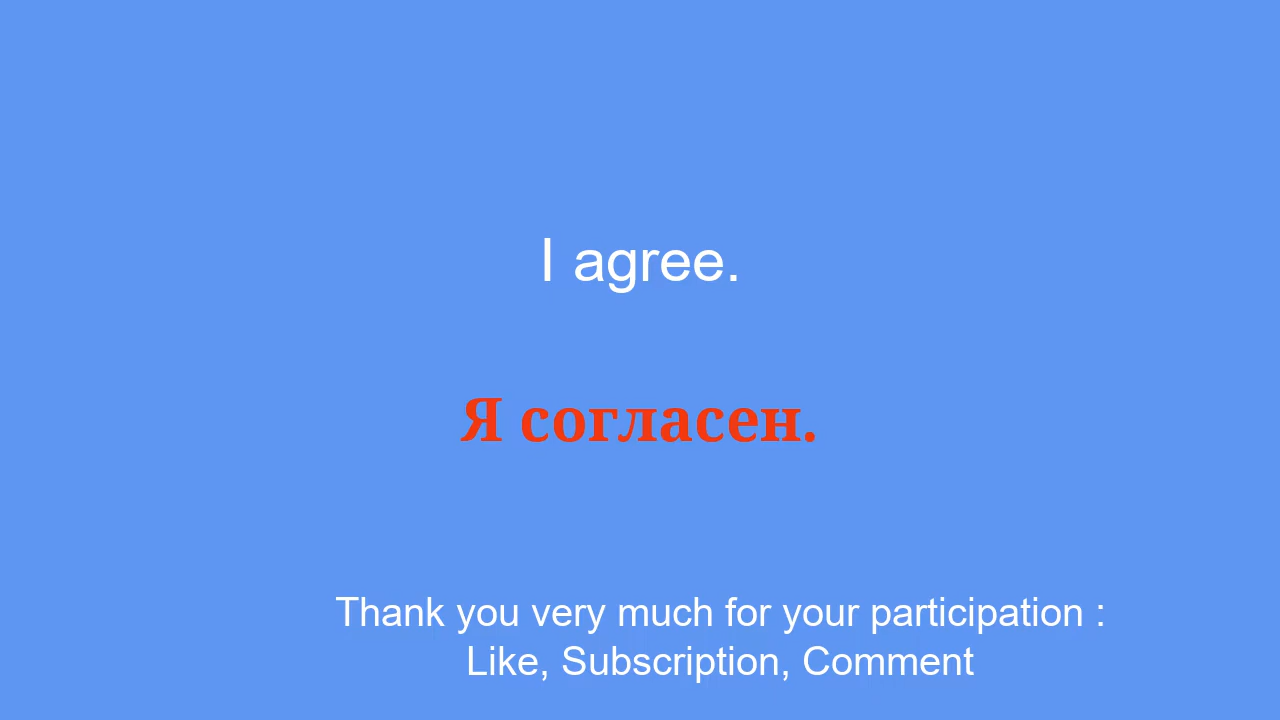 I agree.
Я согласен.
Thank you very much for your participation :
Like, Subscription, Comment